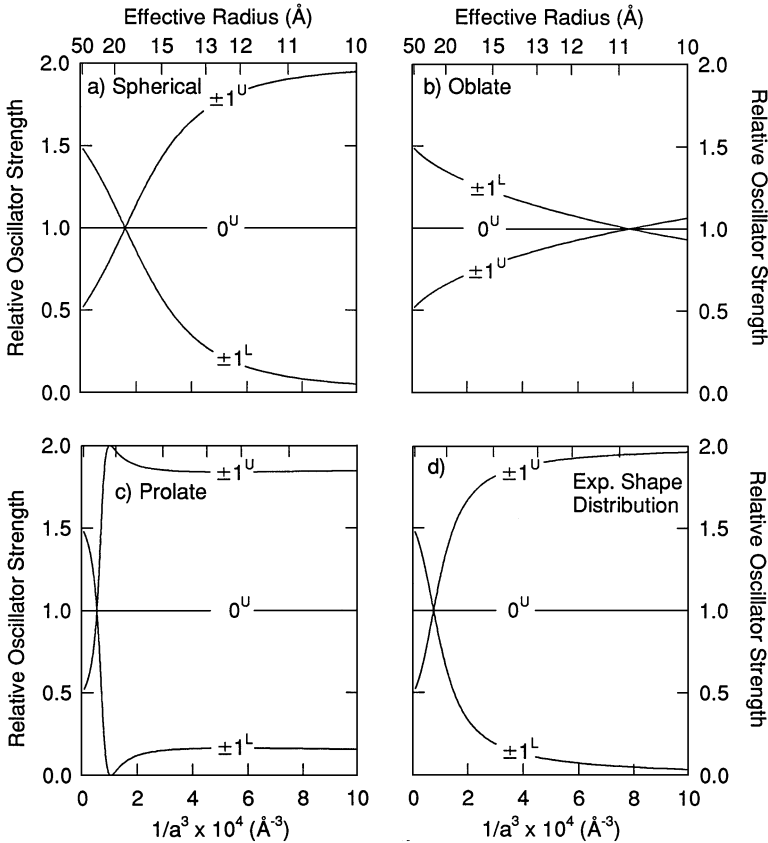 Effective Radius (Å)
50 20 15 13 12 11 10
Effective Radius (Å)
50 20 15 13 12 11 10
Relative Oscillator Strength
2.0
1.5
1.0
0.5
0.0
a) Spherical
±1ᵁ
0ᵁ
±1ᴸ
b) Oblate
±1ᴸ
0ᵁ
±1ᵁ
2.0
1.5
1.0
0.5
0.0
Relative Oscillator Strength
Relative Oscillator Strength
2.0
1.5
1.0
0.5
0.0
c) Prolate
±1ᵁ
0ᵁ
±1ᴸ
0 2 4 6 8 10
1/a³ x 10⁴ (Å⁻³)
d)
±1ᵁ
Exp. Shape
Distribution
0ᵁ
±1ᴸ
2.0
1.5
1.0
0.5
0.0
Relative Oscillator Strength
0 2 4 6 8 10
1/a³ x 10⁴ (Å⁻³)